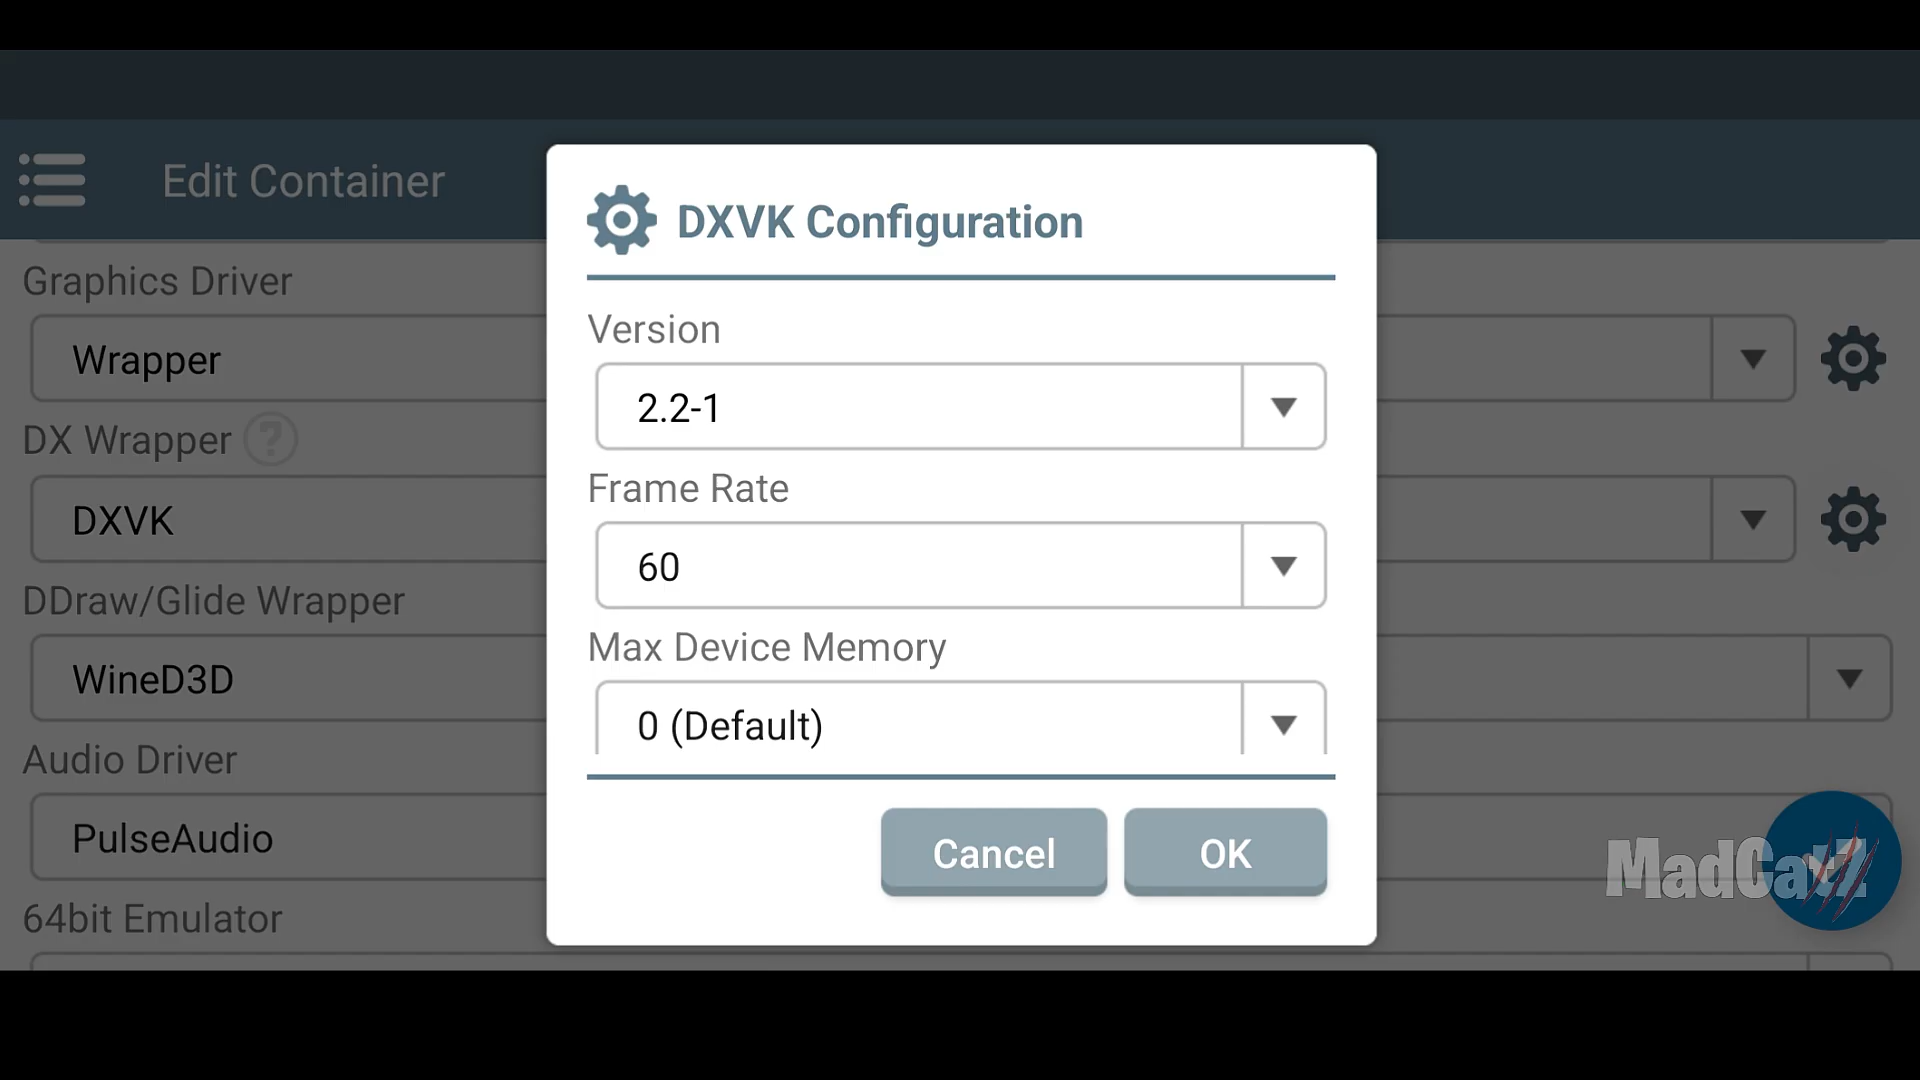 Edit Container
DXVK Configuration
Graphics Driver
Wrapper
DX Wrapper ?
DXVK
DDraw/Glide Wrapper
WineD3D
Audio Driver
PulseAudio
64bit Emulator
Version
2.2-1
Frame Rate
60
Max Device Memory
0 (Default)
Cancel
OK
MadCatZ